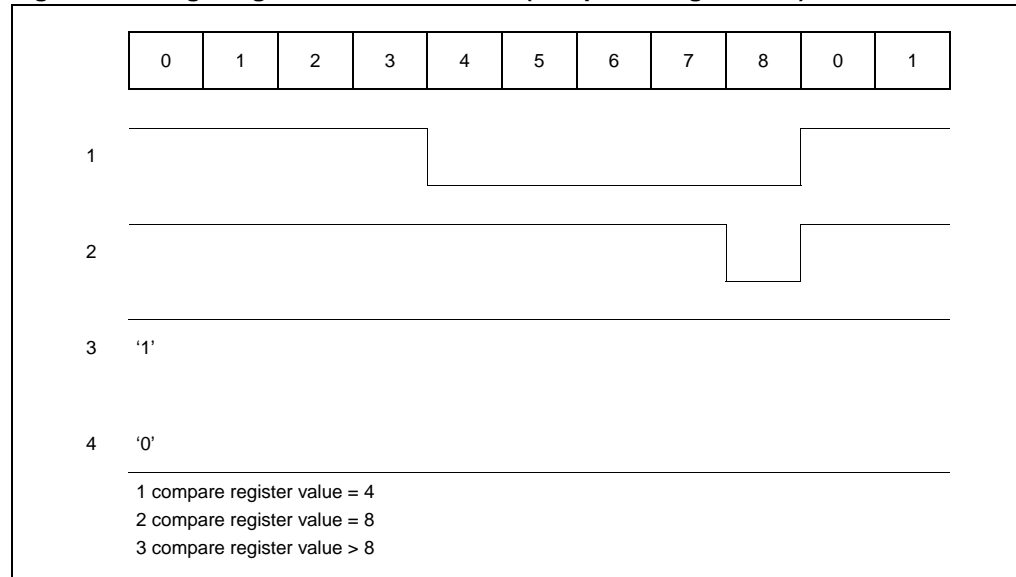 0 1 2 3 4 5 6 7 8 0 1
1
2
3 ‘1’
4 ‘0’
1 compare register value = 4
2 compare register value = 8
3 compare register value > 8